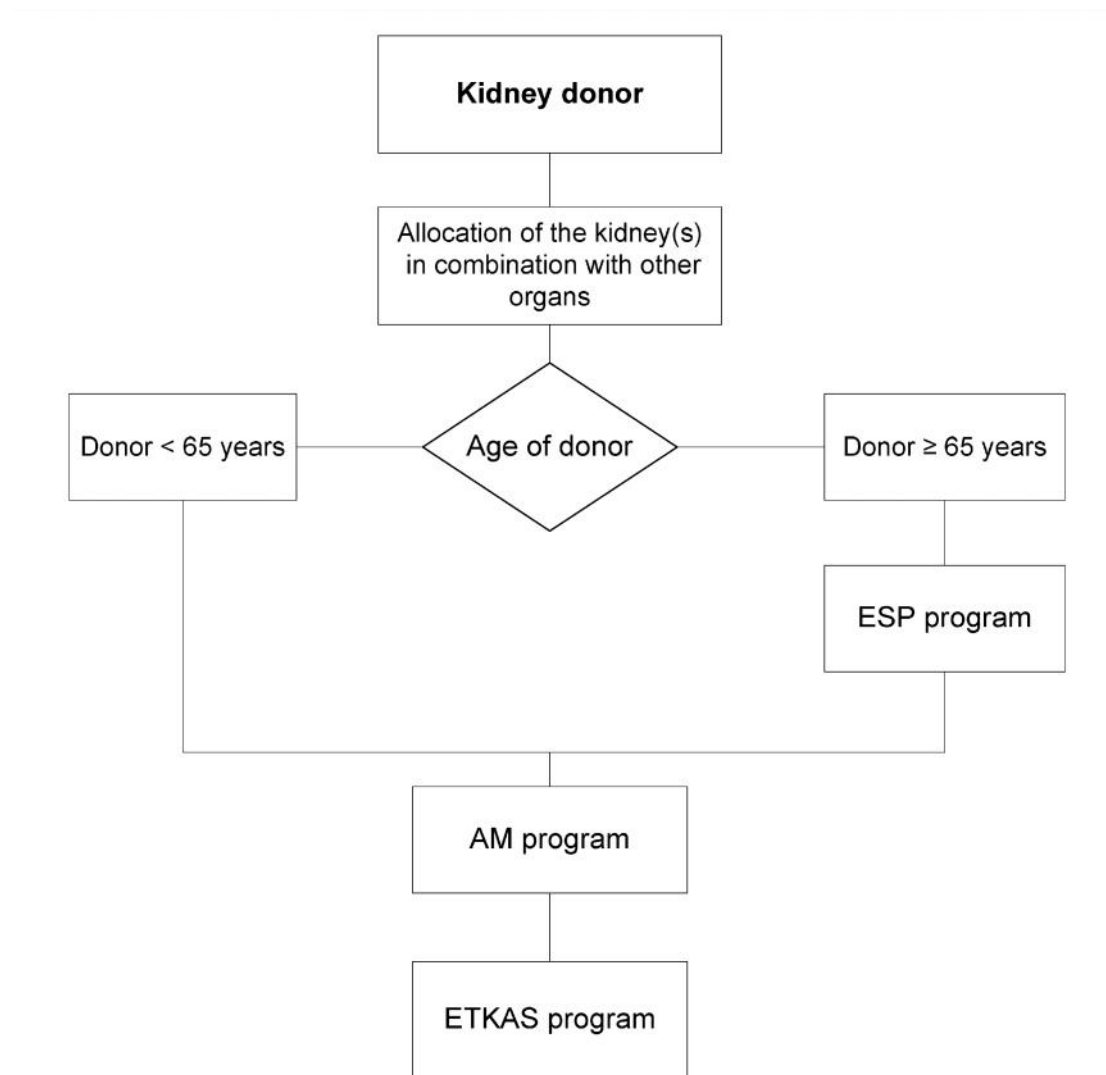 Kidney donor
Allocation of the kidney(s)
in combination with other
organs
Donor < 65 years
Age of donor
Donor ≥ 65 years
ESP program
AM program
ETKAS program